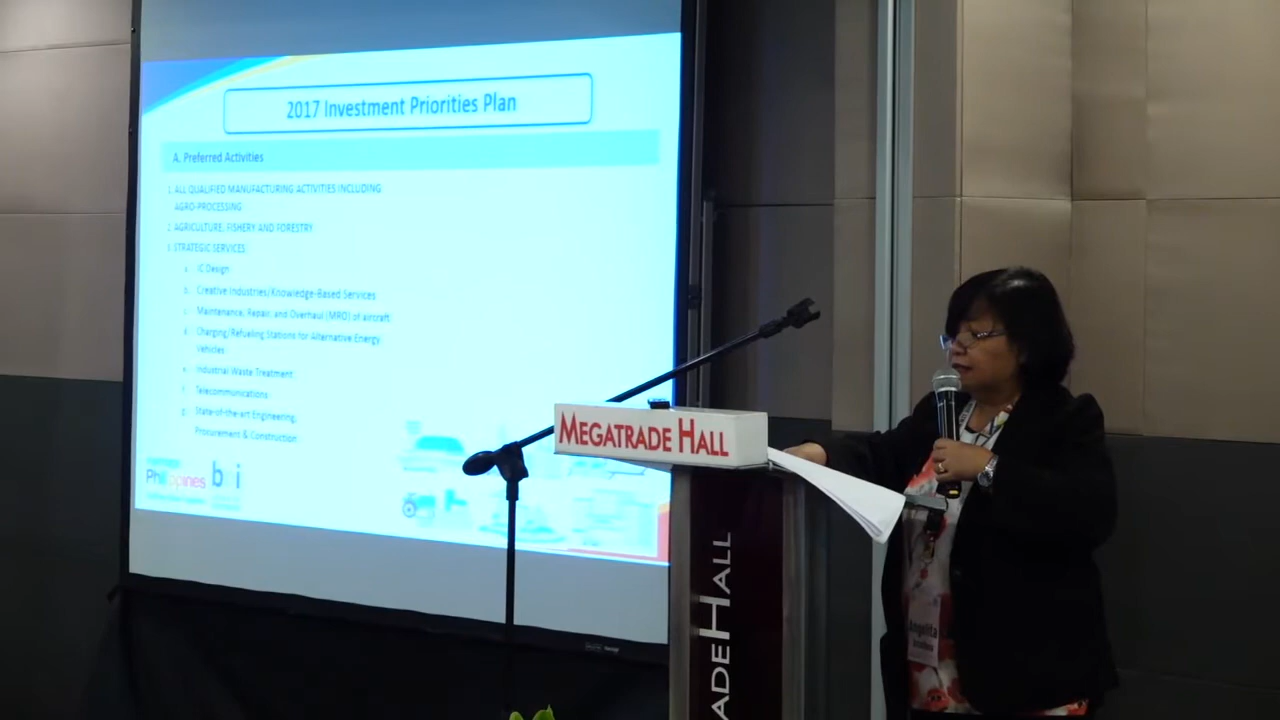 2017 Investment Priorities Plan
A. Preferred Activities
1. ALL QUALIFIED MANUFACTURING ACTIVITIES INCLUDING
AGRO-PROCESSING
2. AGRICULTURE, FISHERY AND FORESTRY
3. STRATEGIC SERVICES
a. IC Design
b. Creative Industries/Knowledge-Based Services
c. Maintenance, Repair, and Overhaul (MRO) of aircraft
d. Charging/Refueling Stations for Alternative Energy
Vehicles
e. Industrial Waste Treatment
f. Telecommunications
g. State-of-the-art Engineering,
Procurement & Construction
Philippines
MEGATRADE HALL
ADEHALL
Angelita